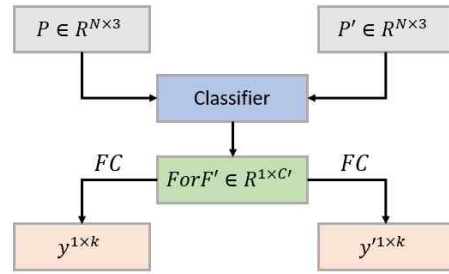 P ∈ R^{N×3} P′ ∈ R^{N×3}
Classifier
FC ForF′ ∈ R^{1×C′} FC
y^{1×k} y′^{1×k}